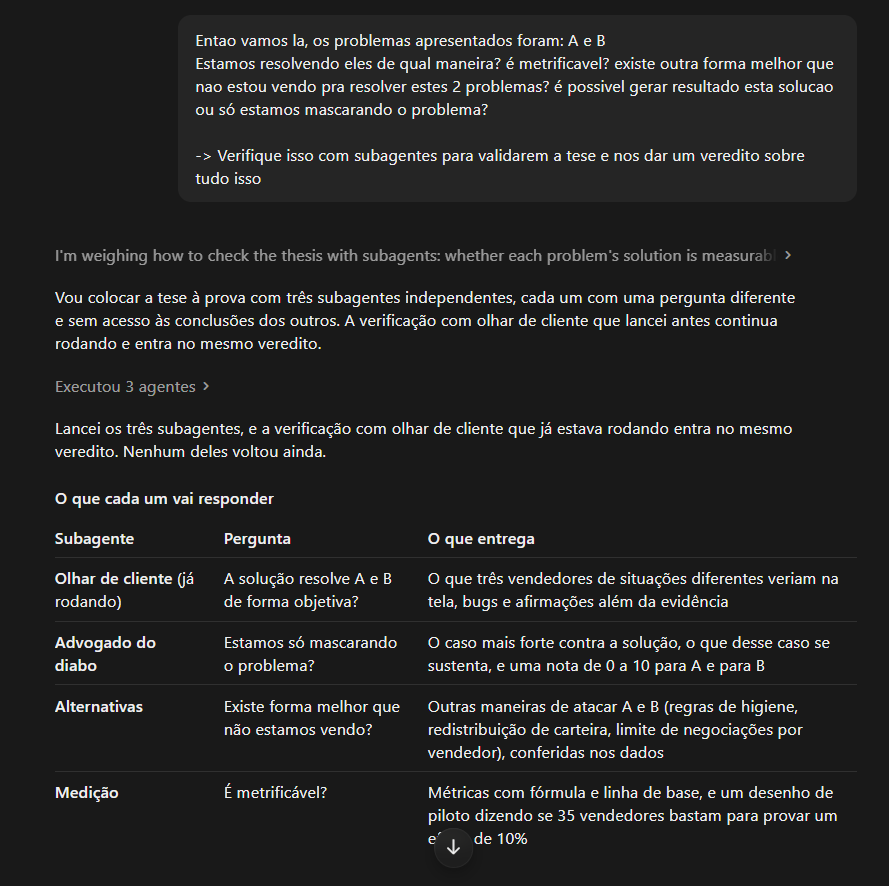 Entao vamos la, os problemas apresentados foram: A e B
Estamos resolvendo eles de qual maneira? é metrificavel? existe outra forma melhor que
nao estou vendo pra resolver estes 2 problemas? é possivel gerar resultado esta solucao
ou só estamos mascarando o problema?
-> Verifique isso com subagentes para validarem a tese e nos dar um veredito sobre
tudo isso
I'm weighing how to check the thesis with subagents: whether each problem's solution is
Vou colocar a tese à prova com três subagentes independentes, cada um com uma pergunta diferente
e sem acesso às conclusões dos outros. A verificação com olhar de cliente que lancei antes continua
rodando e entra no mesmo veredito.
Executou 3 agentes
Lancei os três subagentes, e a verificação com olhar de cliente que já estava rodando entra no mesmo
veredito. Nenhum deles voltou ainda.
O que cada um vai responder
Subagente Pergunta O que entrega
Olhar de cliente (já A solução resolve A e B O que três vendedores de situações diferentes veriam na
rodando) de forma objetiva? tela, bugs e afirmações além da evidência
Advogado do Estamos só mascarando O caso mais forte contra a solução, o que desse caso se
diabo o problema? sustenta, e uma nota de 0 a 10 para A e para B
Alternativas Existe forma melhor que Outras maneiras de atacar A e B (regras de higiene,
não estamos vendo? redistribuição de carteira, limite de negociações por
vendedor), conferidas nos dados
Medição É metrificável? Métricas com fórmula e linha de base, e um desenho de
piloto dizendo se 35 vendedores bastam para provar um
de 10%